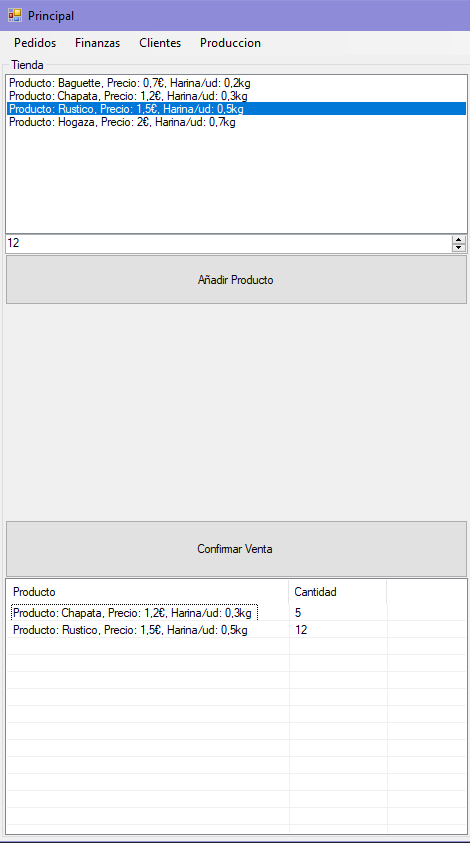 Principal
Pedidos Finanzas Clientes Produccion
Tienda
Producto: Baguette, Precio: 0,7€, Harina/ud: 0,2kg
Producto: Chapata, Precio: 1,2€, Harina/ud: 0,3kg
Producto: Rustico, Precio: 1,5€, Harina/ud: 0,5kg
Producto: Hogaza, Precio: 2€, Harina/ud: 0,7kg
12
Añadir Producto
Confirmar Venta
Producto Cantidad
Producto: Chapata, Precio: 1,2€, Harina/ud: 0,3kg 5
Producto: Rustico, Precio: 1,5€, Harina/ud: 0,5kg 12